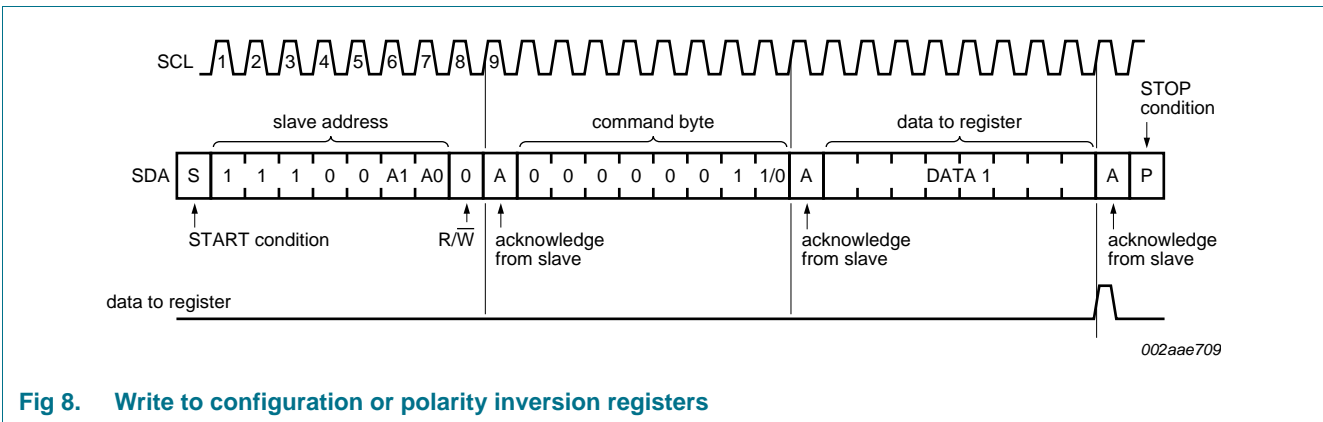 SCL 1 2 3 4 5 6 7 8 9
STOP
condition
slave address command byte data to register
SDA S 1 1 1 0 0 A1 A0 0 A 0 0 0 0 0 0 1 1/0 A DATA 1 A P
START condition R/W̅ acknowledge from slave acknowledge from slave acknowledge from slave
data to register
002aae709
Fig 8. Write to configuration or polarity inversion registers